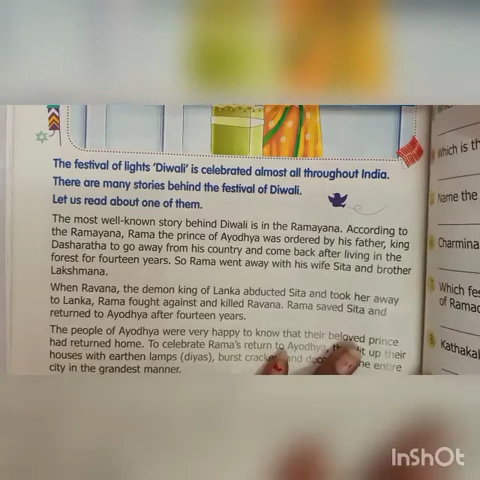 The festival of lights 'Diwali' is celebrated almost all throughout India.
There are many stories behind the festival of Diwali.
Let us read about one of them.
The most well-known story behind Diwali is in the Ramayana. According to
the Ramayana, Rama the prince of Ayodhya was ordered by his father, king
Dasharatha to go away from his country and come back after living in the
forest for fourteen years. So Rama went away with his wife Sita and brother
Lakshmana.
When Ravana, the demon king of Lanka abducted Sita and took her away
to Lanka, Rama fought against and killed Ravana. Rama saved Sita and
returned to Ayodhya after fourteen years.
The people of Ayodhya were very happy to know that their beloved prince
had returned home. To celebrate Rama's return to Ayodhya, lit up their
houses with earthen lamps (diyas), burst and entire
city in the grandest manner.
Which is th
Name the
Charmina
Which fes
of Ramad
Kathakal
InShOt